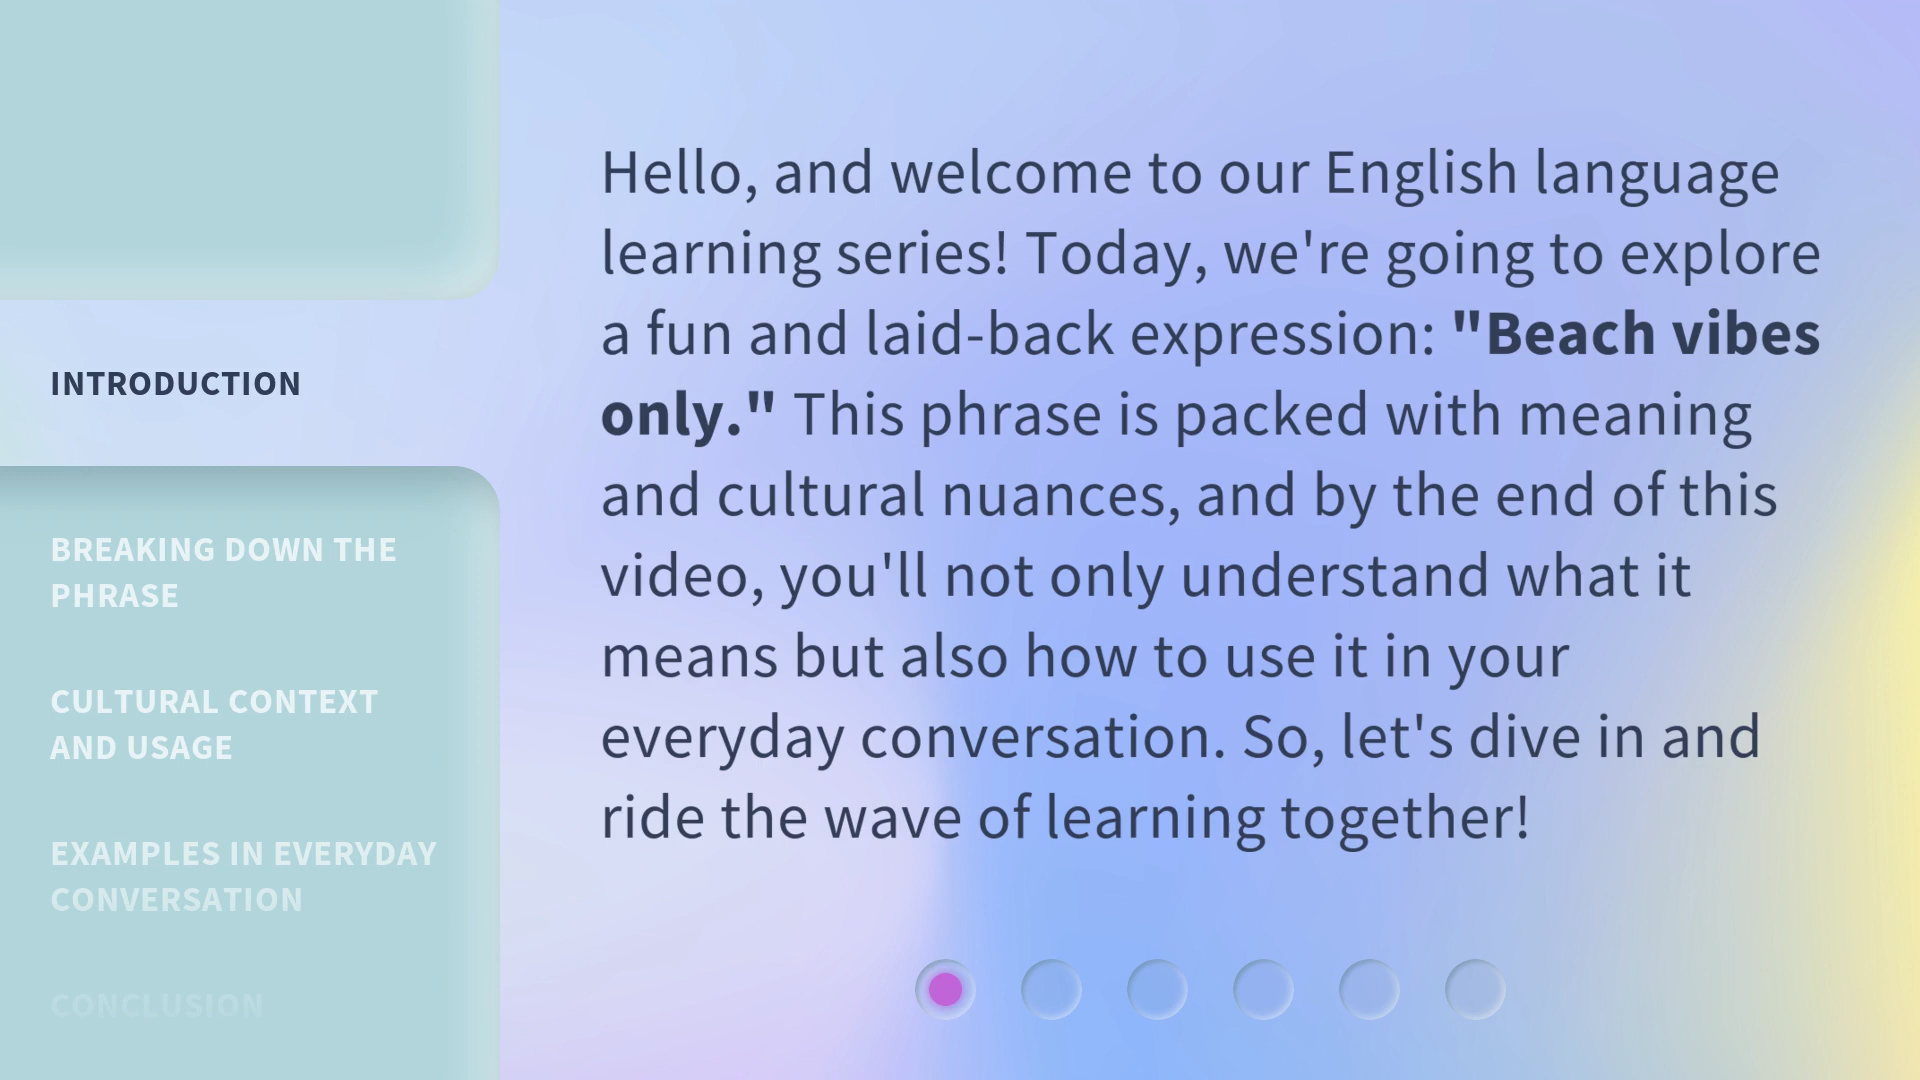 INTRODUCTION
BREAKING DOWN THE
PHRASE
CULTURAL CONTEXT
AND USAGE
EXAMPLES IN EVERYDAY
CONVERSATION
CONCLUSION
Hello, and welcome to our English language
learning series! Today, we're going to explore
a fun and laid-back expression: "Beach vibes
only." This phrase is packed with meaning
and cultural nuances, and by the end of this
video, you'll not only understand what it
means but also how to use it in your
everyday conversation. So, let's dive in and
ride the wave of learning together!